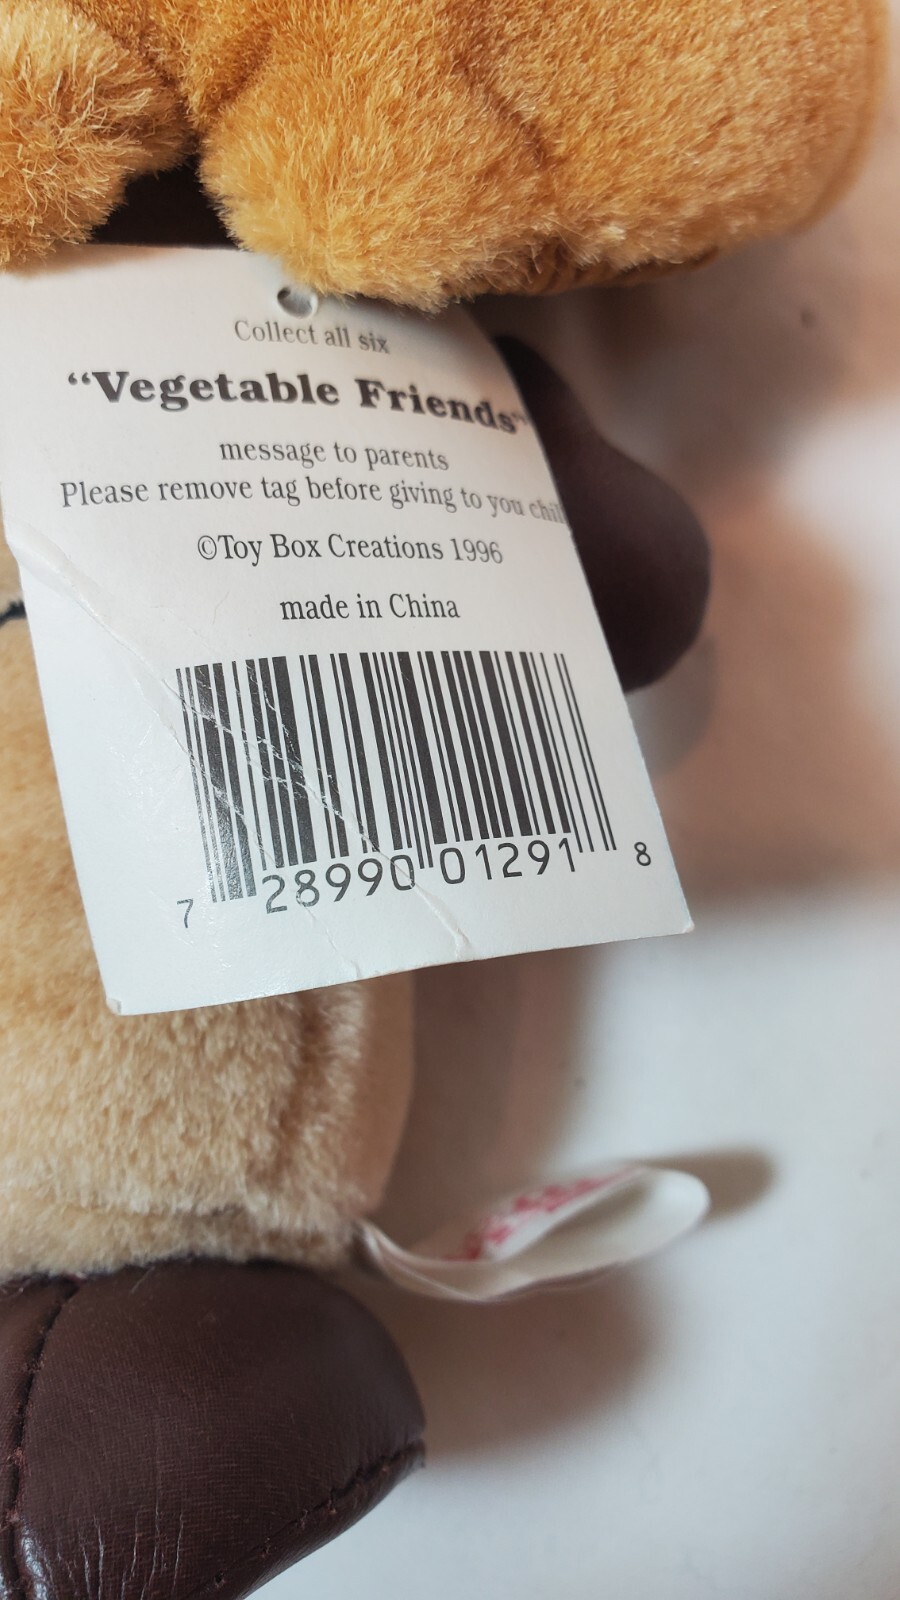 Collect all six
“Vegetable Friends”
message to parents
Please remove tag before giving to you chil
©Toy Box Creations 1996
made in China
7 28990 01291 8